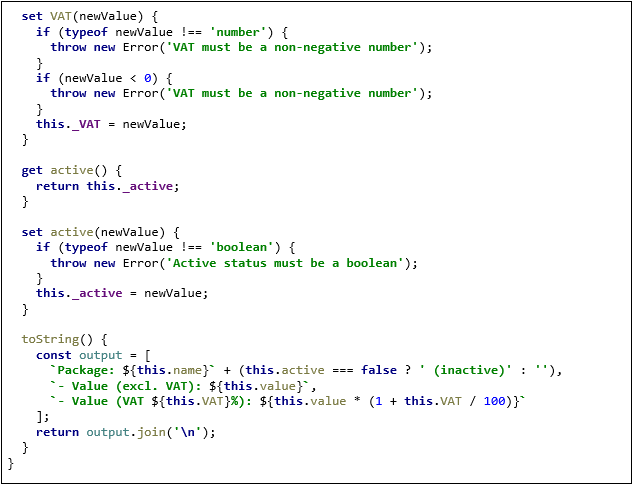 set VAT(newValue) {
    if (typeof newValue !== 'number') {
      throw new Error('VAT must be a non-negative number');
    }
    if (newValue < 0) {
      throw new Error('VAT must be a non-negative number');
    }
    this._VAT = newValue;
  }

  get active() {
    return this._active;
  }

  set active(newValue) {
    if (typeof newValue !== 'boolean') {
      throw new Error('Active status must be a boolean');
    }
    this._active = newValue;
  }

  toString() {
    const output = [
      `Package: ${this.name}` + (this.active === false ? ' (inactive)' : ''),
      `- Value (excl. VAT): ${this.value}`,
      `- Value (VAT ${this.VAT}%): ${this.value * (1 + this.VAT / 100)}`
    ];
    return output.join('\n');
  }
}